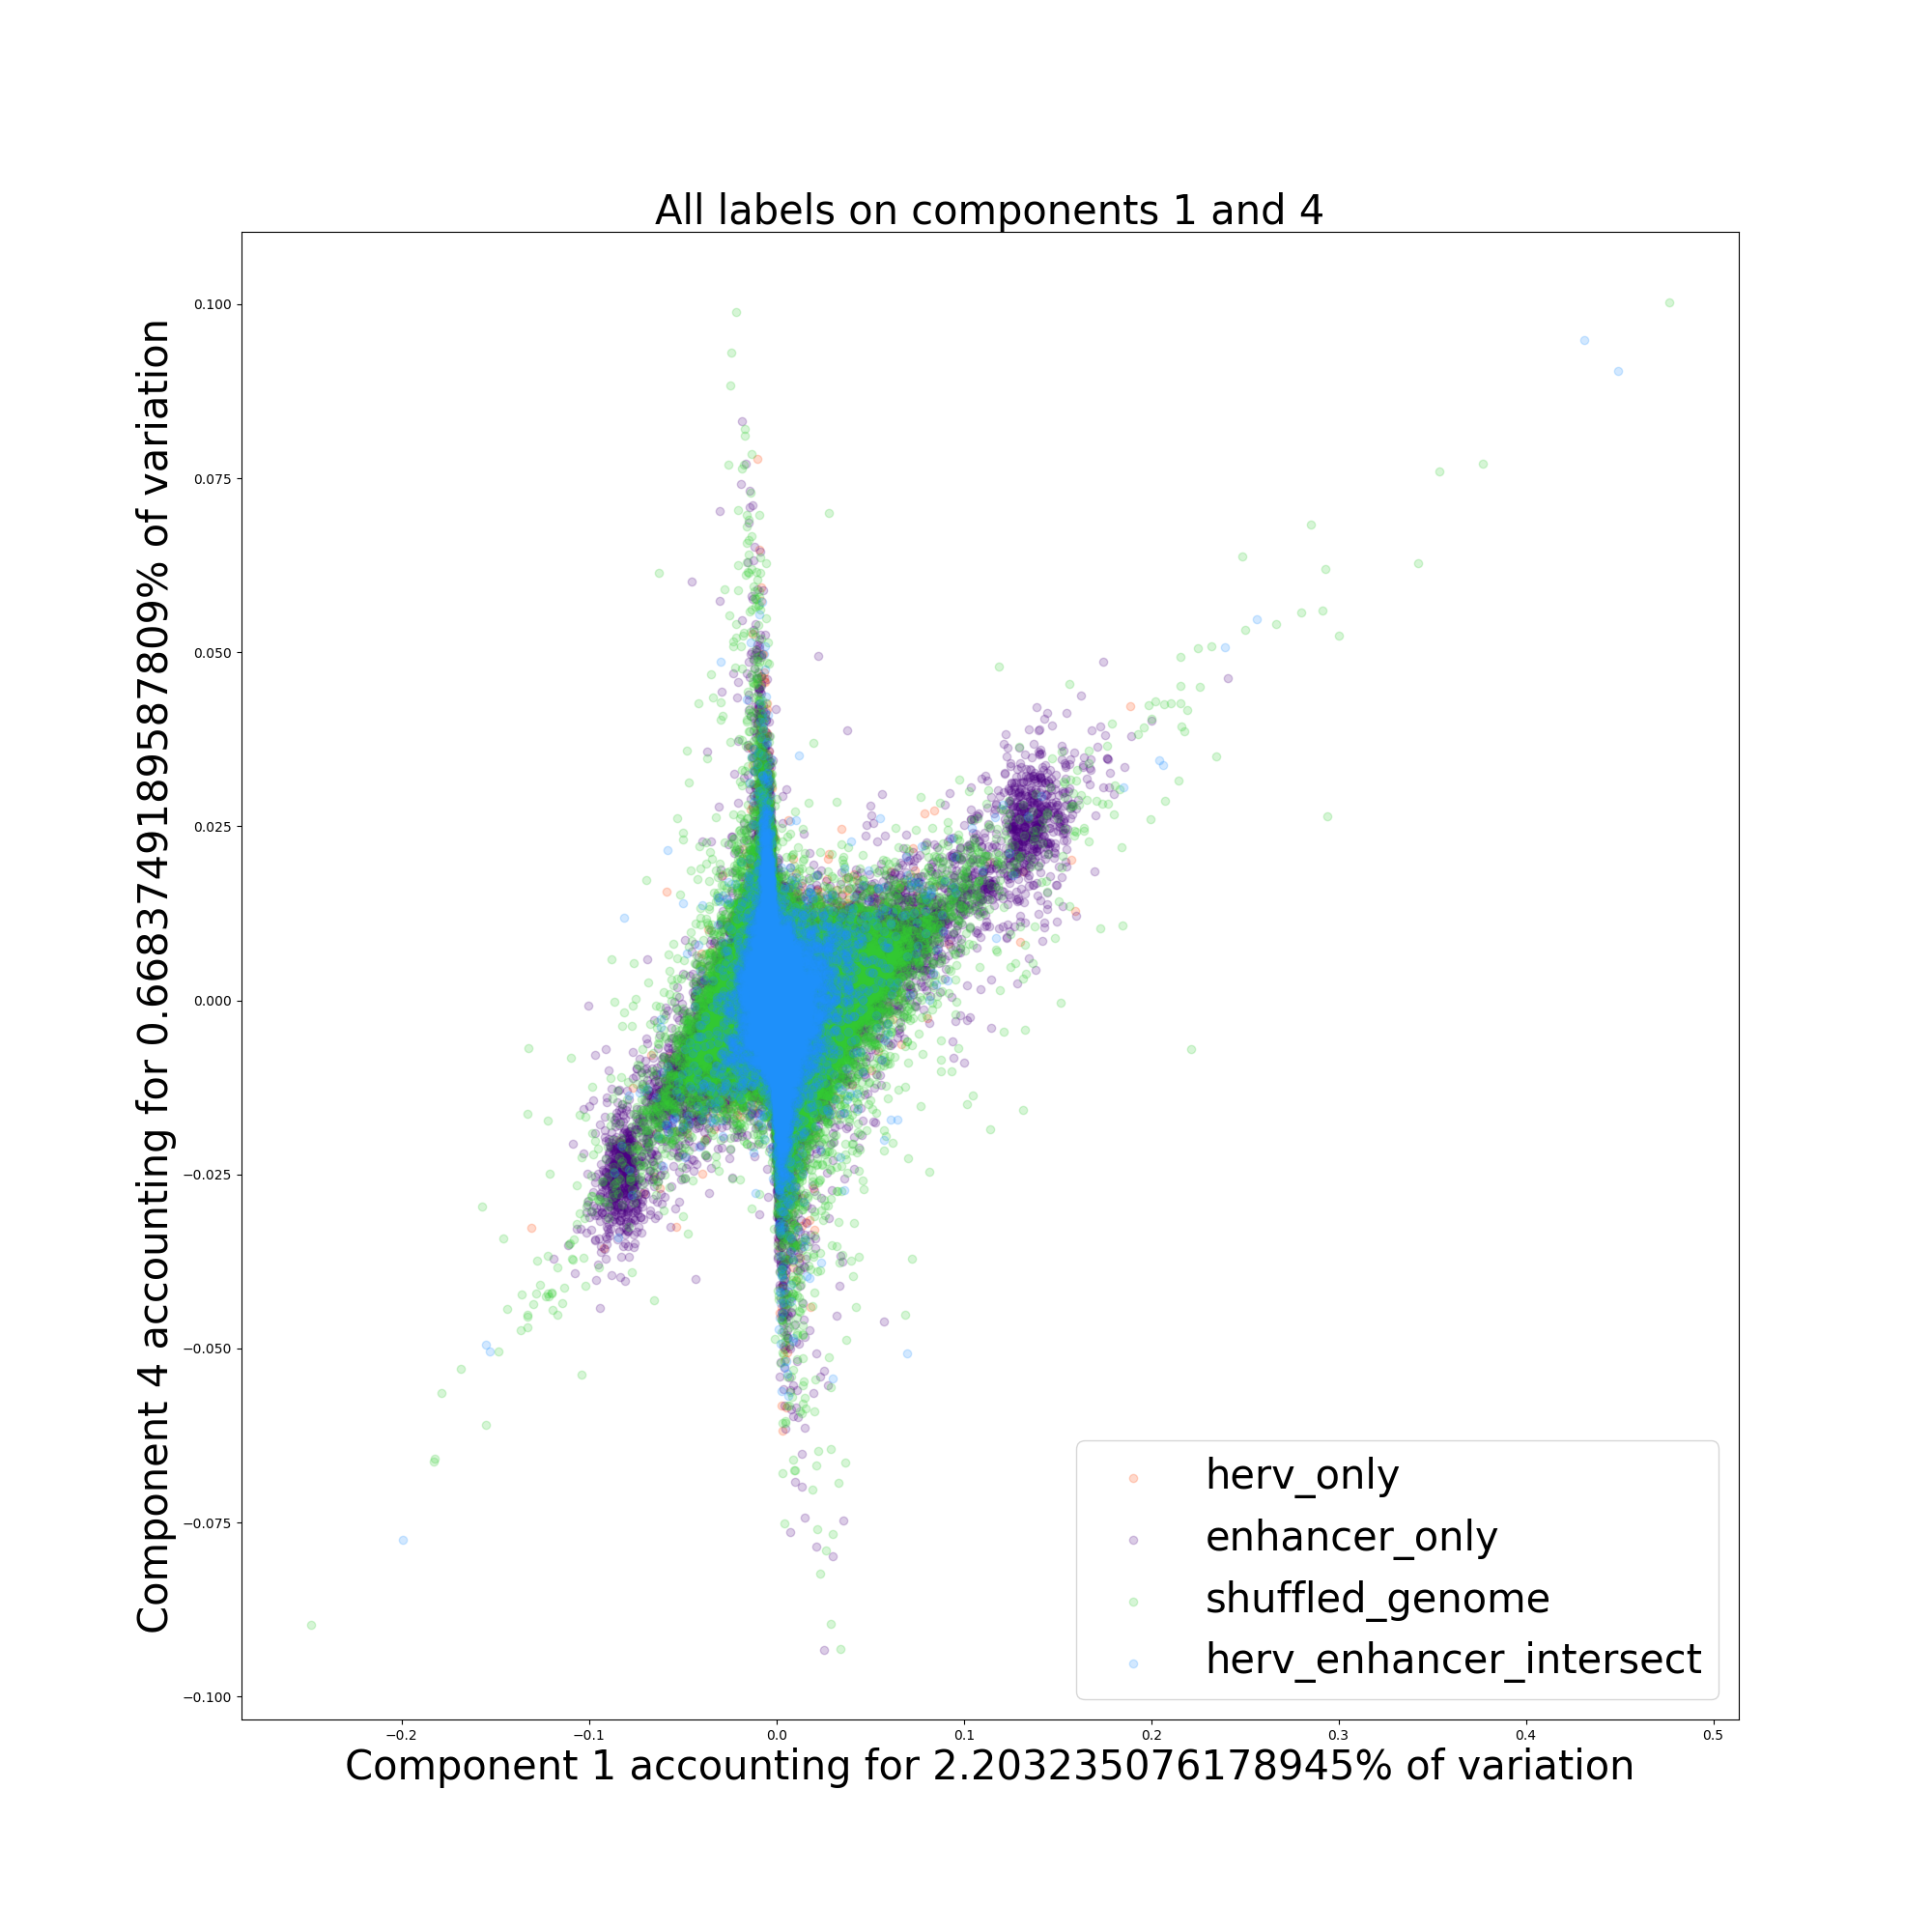 All labels on components 1 and 4
Component 4 accounting for 0.6683749189587809% of variation
0.100
0.075
0.050
0.025
0.000
−0.025
−0.050
−0.075
−0.100
−0.2
−0.1
0.0
0.1
0.2
0.3
0.4
0.5
Component 1 accounting for 2.203235076178945% of variation
herv_only
enhancer_only
shuffled_genome
herv_enhancer_intersect